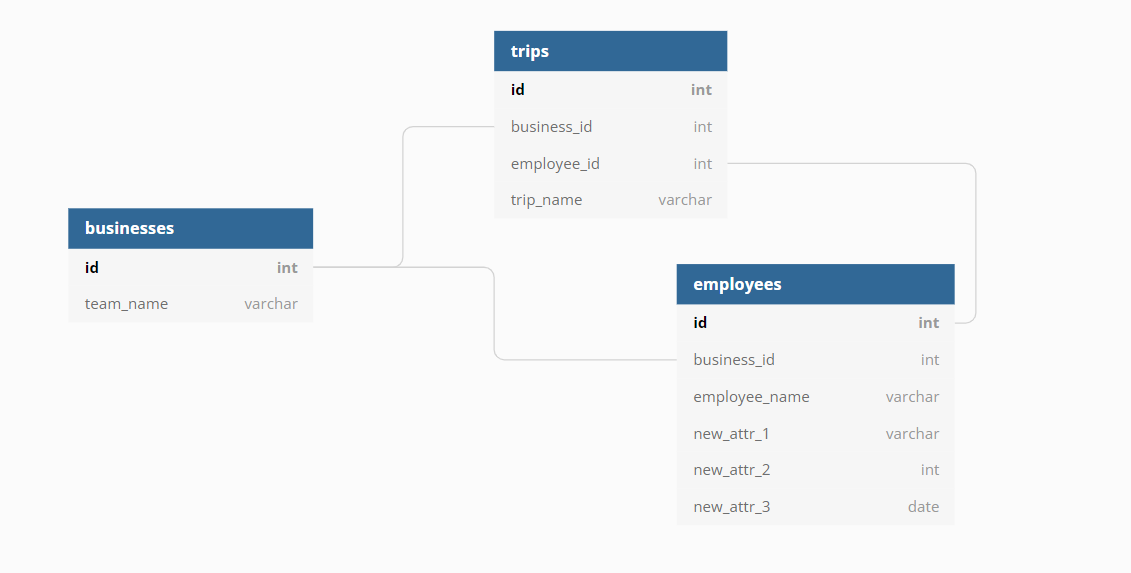 trips
id int
business_id int
employee_id int
trip_name varchar
businesses
id int
team_name varchar
employees
id int
business_id int
employee_name varchar
new_attr_1 varchar
new_attr_2 int
new_attr_3 date